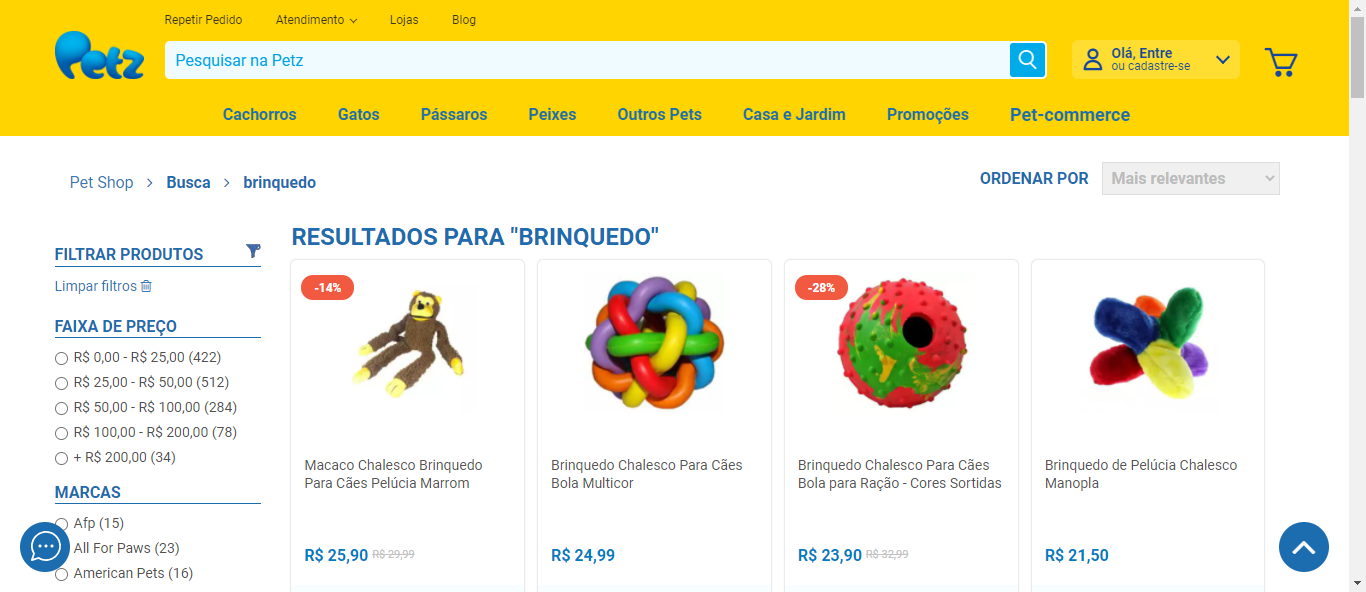 Repetir Pedido
Atendimento
Lojas
Blog
Petz
Pesquisar na Petz
Olá, Entre
ou cadastre-se
Cachorros
Gatos
Pássaros
Peixes
Outros Pets
Casa e Jardim
Promoções
Pet-commerce
Pet Shop
Busca
brinquedo
ORDENAR POR
Mais relevantes
FILTRAR PRODUTOS
Limpar filtros
FAIXA DE PREÇO
R$ 0,00 - R$ 25,00 (422)
R$ 25,00 - R$ 50,00 (512)
R$ 50,00 - R$ 100,00 (284)
R$ 100,00 - R$ 200,00 (78)
+ R$ 200,00 (34)
MARCAS
Afp (15)
All For Paws (23)
American Pets (16)
RESULTADOS PARA "BRINQUEDO"
-14%
Macaco Chalesco Brinquedo
Para Cães Pelúcia Marrom
R$ 25,90 R$ 29,99
Brinquedo Chalesco Para Cães
Bola Multicor
R$ 24,99
-28%
Brinquedo Chalesco Para Cães
Bola para Ração - Cores Sortidas
R$ 23,90 R$ 32,99
Brinquedo de Pelúcia Chalesco
Manopla
R$ 21,50